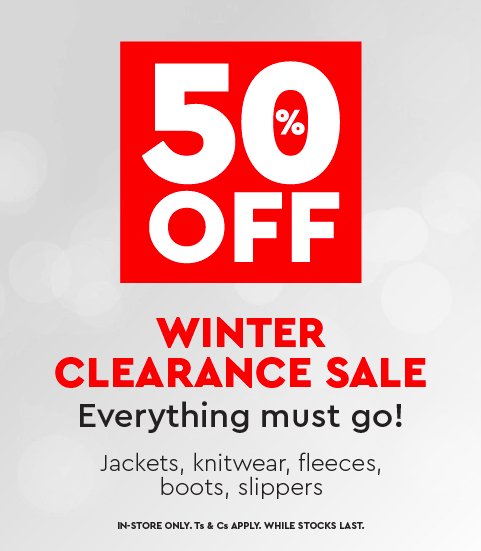 50%
OFF
WINTER
CLEARANCE SALE
Everything must go!
Jackets, knitwear, fleeces,
boots, slippers
IN-STORE ONLY. Ts & Cs APPLY. WHILE STOCKS LAST.